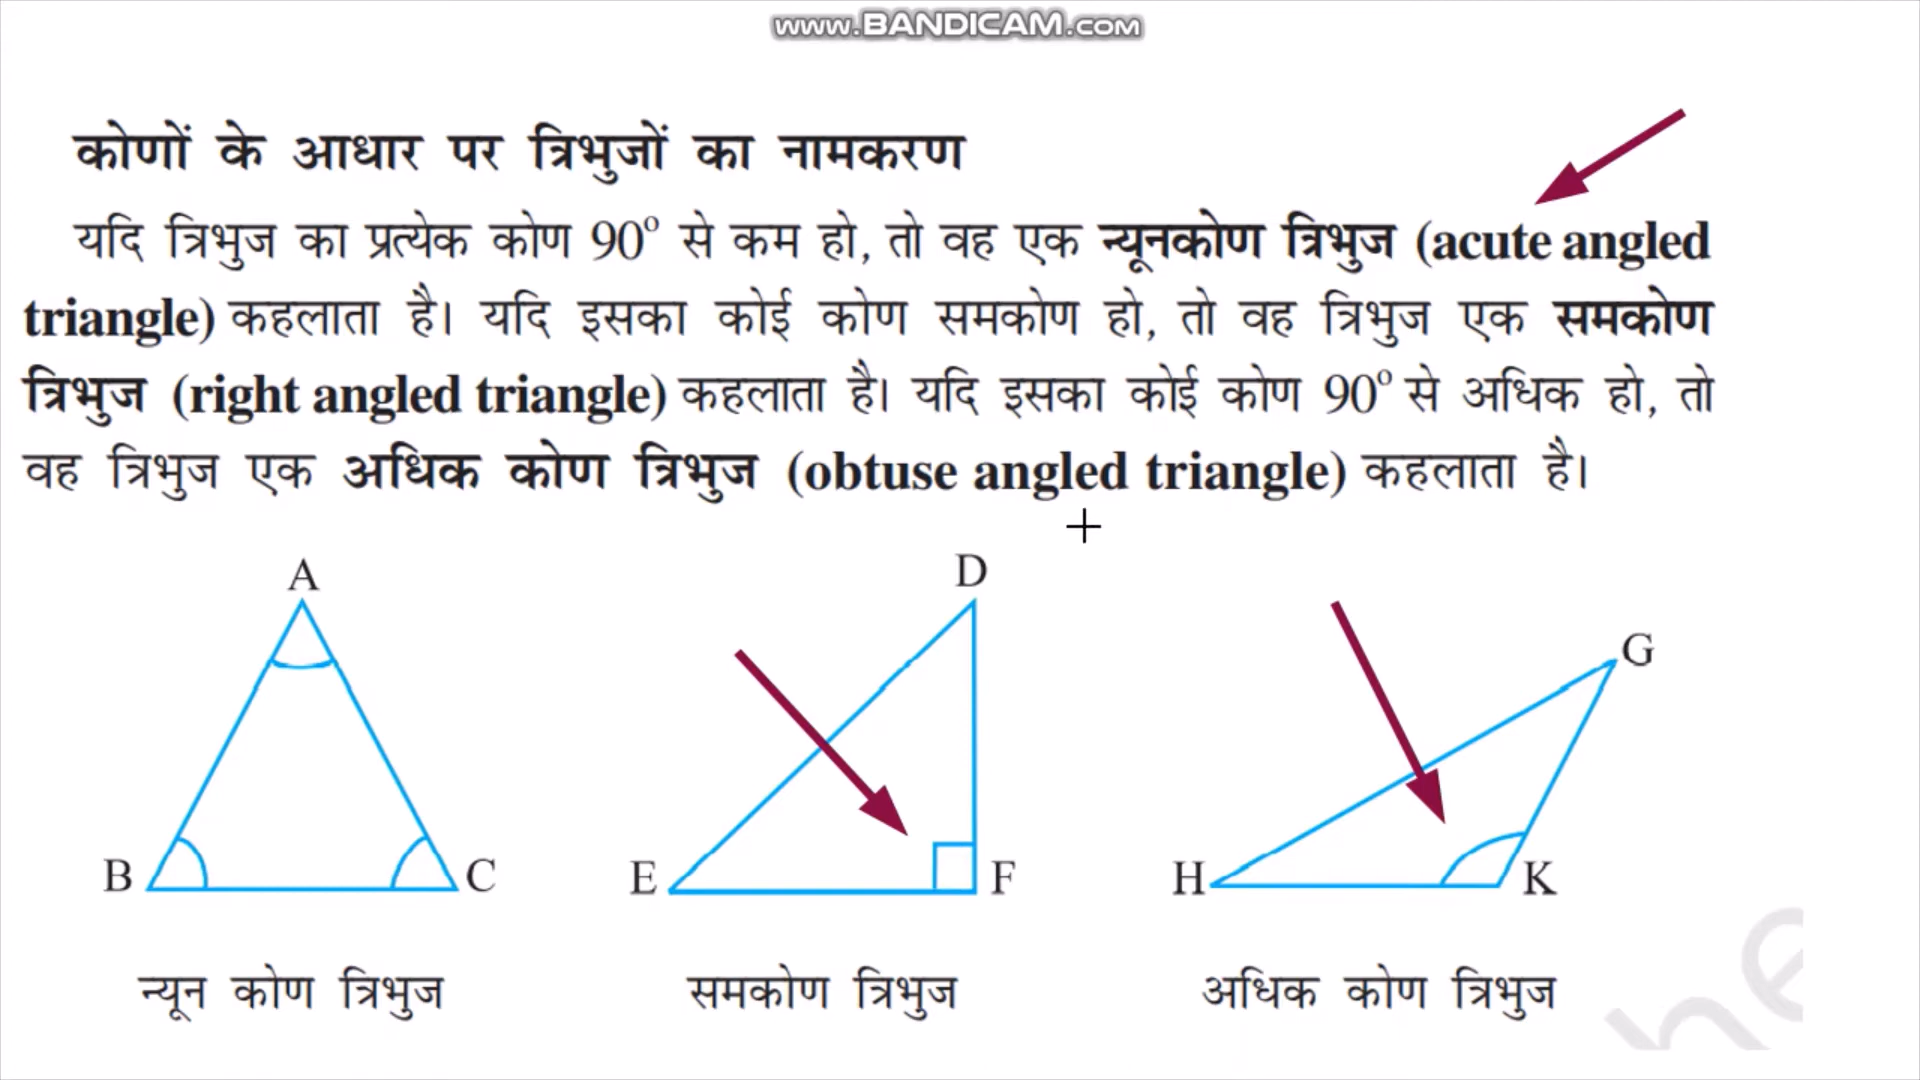 www.BANDICAM.com
कोणों के आधार पर त्रिभुजों का नामकरण
यदि त्रिभुज का प्रत्येक कोण 90° से कम हो, तो वह एक न्यूनकोण त्रिभुज (acute angled
triangle) कहलाता है। यदि इसका कोई कोण समकोण हो, तो वह त्रिभुज एक समकोण
त्रिभुज (right angled triangle) कहलाता है। यदि इसका कोई कोण 90° से अधिक हो, तो
वह त्रिभुज एक अधिक कोण त्रिभुज (obtuse angled triangle) कहलाता है।
A
D
G
B
C
E
F
H
K
न्यून कोण त्रिभुज
समकोण त्रिभुज
अधिक कोण त्रिभुज